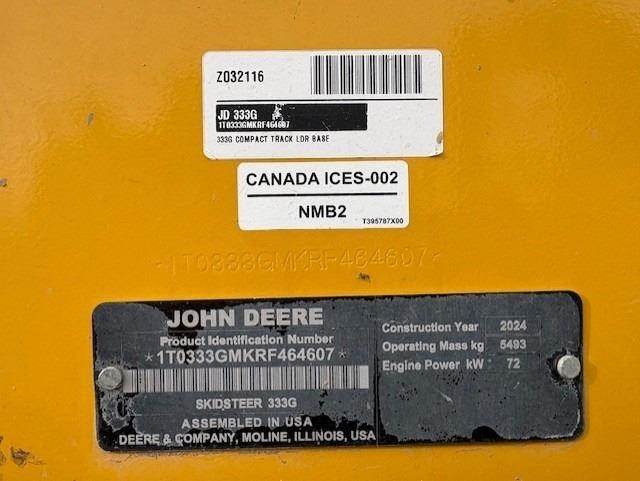 Z032116
JD 333G
1T0333GMKRF464607
333G COMPACT TRACK LDR BASE
CANADA ICES-002
NMB2
T395787X00
*1T0333GMKRF464607*
JOHN DEERE
Product Identification Number
*1T0333GMKRF464607*
SKIDSTEER 333G
ASSEMBLED IN USA
DEERE & COMPANY, MOLINE, ILLINOIS, USA
Construction Year 2024
Operating Mass kg 5493
Engine Power kW 72